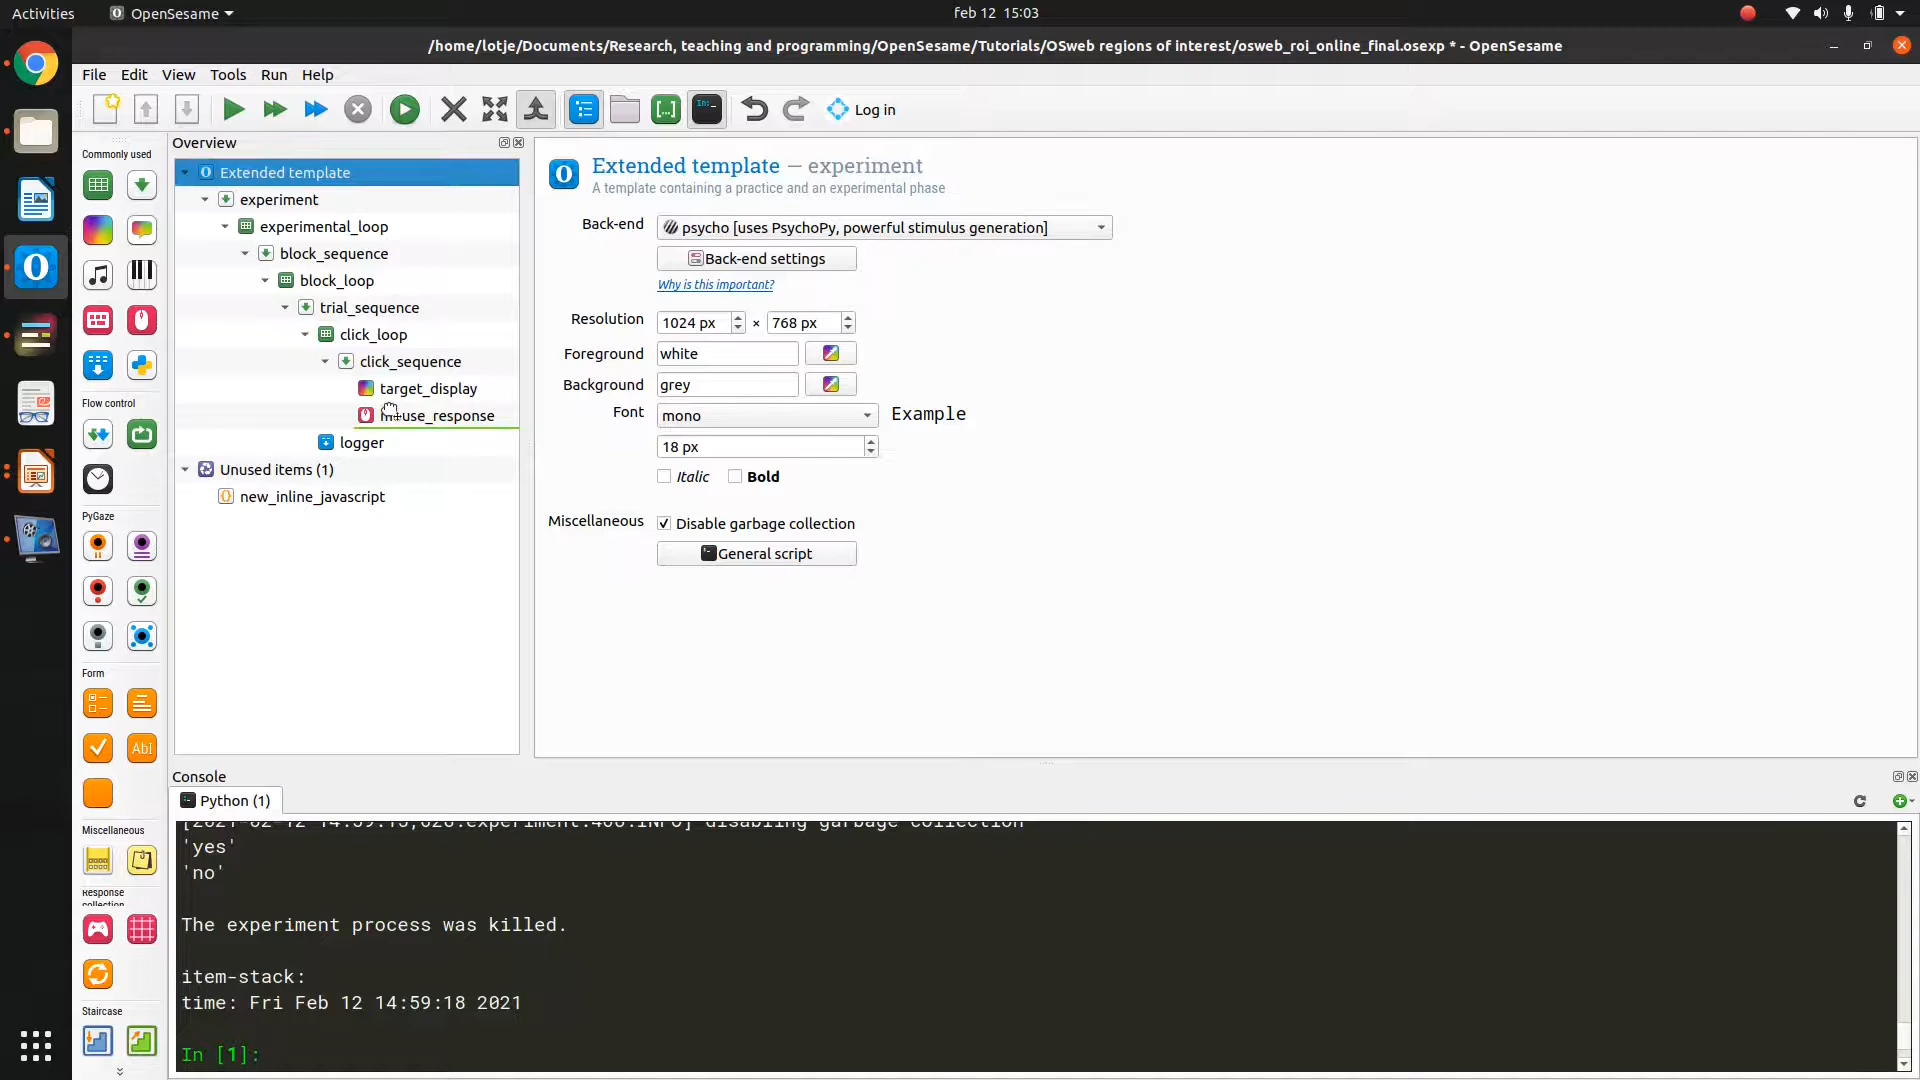 Activities
OpenSesame
feb 12 15:03
/home/lotje/Documents/Research, teaching and programming/OpenSesame/Tutorials/OSweb regions of interest/osweb_roi_online_final.osexp * - OpenSesame
File Edit View Tools Run Help
Log in
Overview
Commonly used
Flow control
PyGaze
Form
Abl
Miscellaneous
Response
collection
Staircase
Extended template
experiment
experimental_loop
block_sequence
block_loop
trial_sequence
click_loop
click_sequence
target_display
mouse_response
logger
Unused items (1)
new_inline_javascript
Extended template — experiment
A template containing a practice and an experimental phase
Back-end psycho [uses PsychoPy, powerful stimulus generation]
Back-end settings
Why is this important?
Resolution 1024 px × 768 px
Foreground white
Background grey
Font mono Example
18 px
Italic Bold
Miscellaneous Disable garbage collection
General script
Console
Python (1)
disabling garbage collection
'yes'
'no'
The experiment process was killed.
item-stack:
time: Fri Feb 12 14:59:18 2021
In [1]: